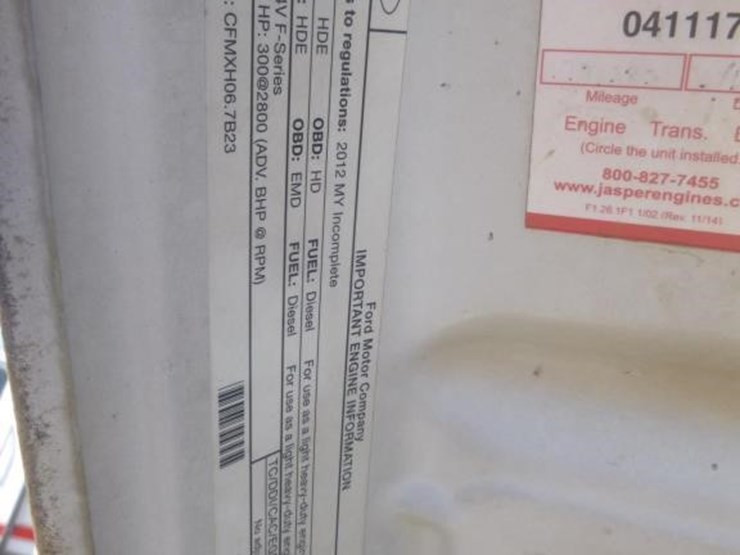 Ford Motor Company
IMPORTANT ENGINE INFORMATION
to regulations: 2012 MY Incomplete
HDE OBD: HD FUEL: Diesel For use as a light heavy-duty
: HDE OBD: EMD FUEL: Diesel For use as a light heavy-duty
V F-Series
HP: 300@2800 (ADV. BHP @ RPM)
TC/DDI/CAC/
No
: CFMXH06.7B23
041117
Mileage
Engine Trans.
(Circle the unit installed.
800-827-7455
www.jasperengines.c
F1.26.1F1 1/02 (Rev. 11/14)